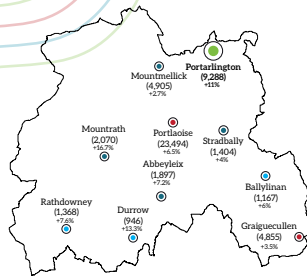 Portarlington
(9,288)
+11%
Mountmellick
(4,905)
+2.7%
Mountrath
(2,070)
+16.7%
Portlaoise
(23,494)
+6.5%
Stradbally
(1,404)
+4%
Abbeyleix
(1,897)
+7.2%
Ballylinan
(1,167)
+6%
Rathdowney
(1,368)
+7.6%
Durrow
(946)
+13.3%
Graiguecullen
(4,855)
+3.5%